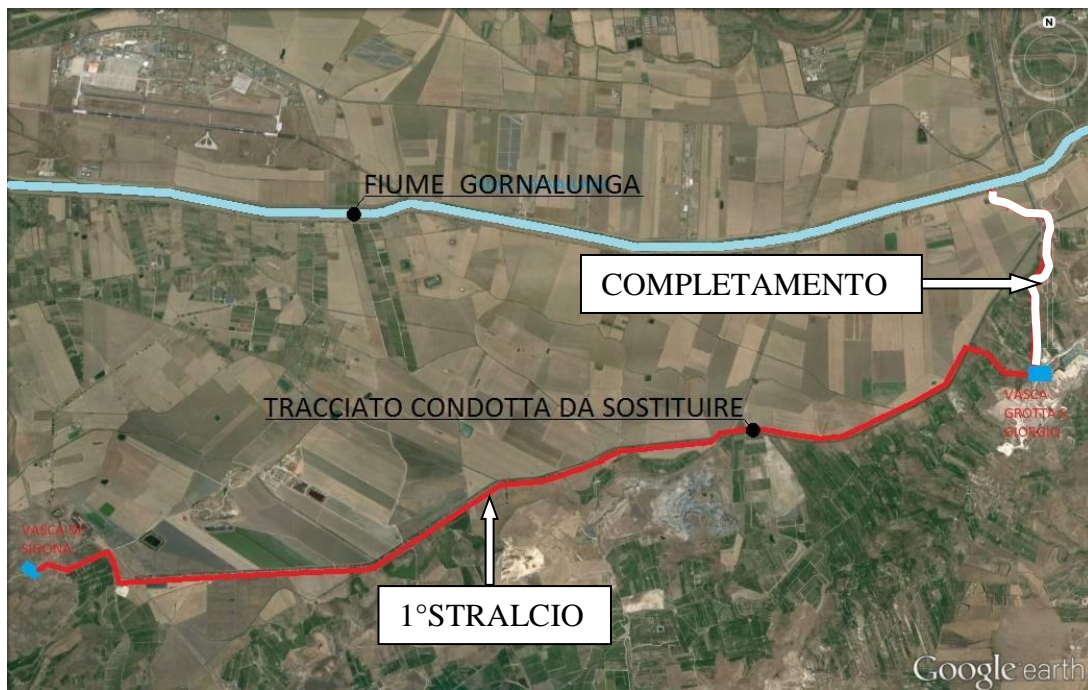 N
FIUME GORNALUNGA
COMPLETAMENTO
TRACCIATO CONDOTTA DA SOSTITUIRE
VASCA
GROTTA S.
GIORGIO
VASCA DI
SIGONA
1°STRALCIO
Google earth